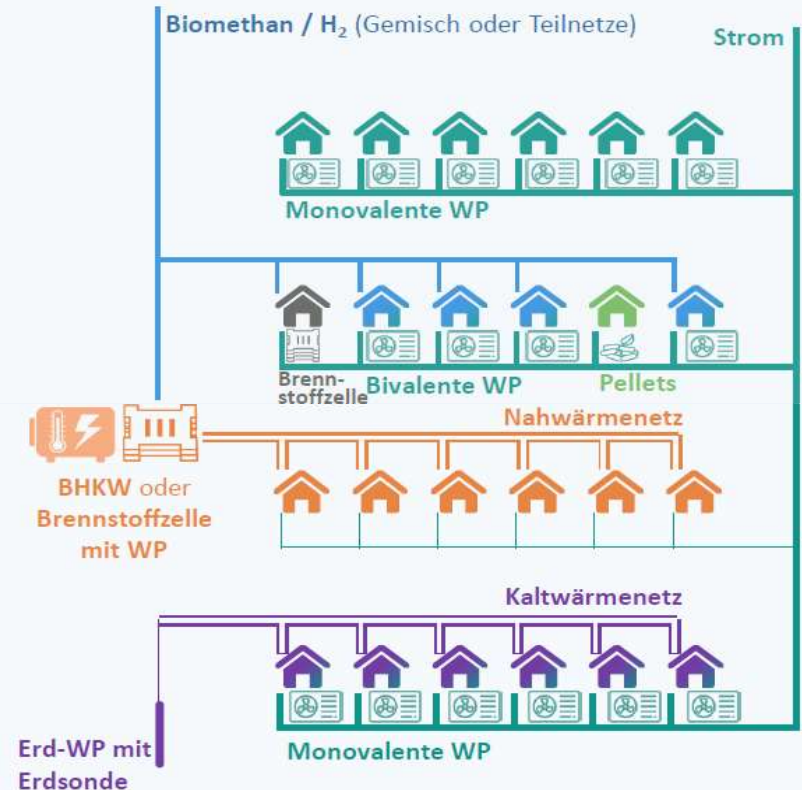 Biomethan / H₂ (Gemisch oder Teilnetze)
Strom
Monovalente WP
Brenn-
stoffzelle
Bivalente WP
Pellets
Nahwärmenetz
BHKW oder
Brennstoffzelle
mit WP
Kaltwärmenetz
Erd-WP mit
Erdsonde
Monovalente WP